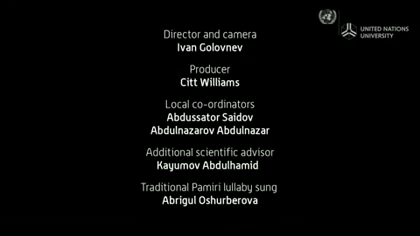 Director and camera
Ivan Golovnev
UNITED NATIONS
UNIVERSITY
Producer
Citt Williams
Local co-ordinators
Abdussator Saidov
Abdulnazarov Abdulnazar
Additional scientific advisor
Kayumov Abdulhamid
Traditional Pamiri lullaby sung
Abrigul Oshurberova